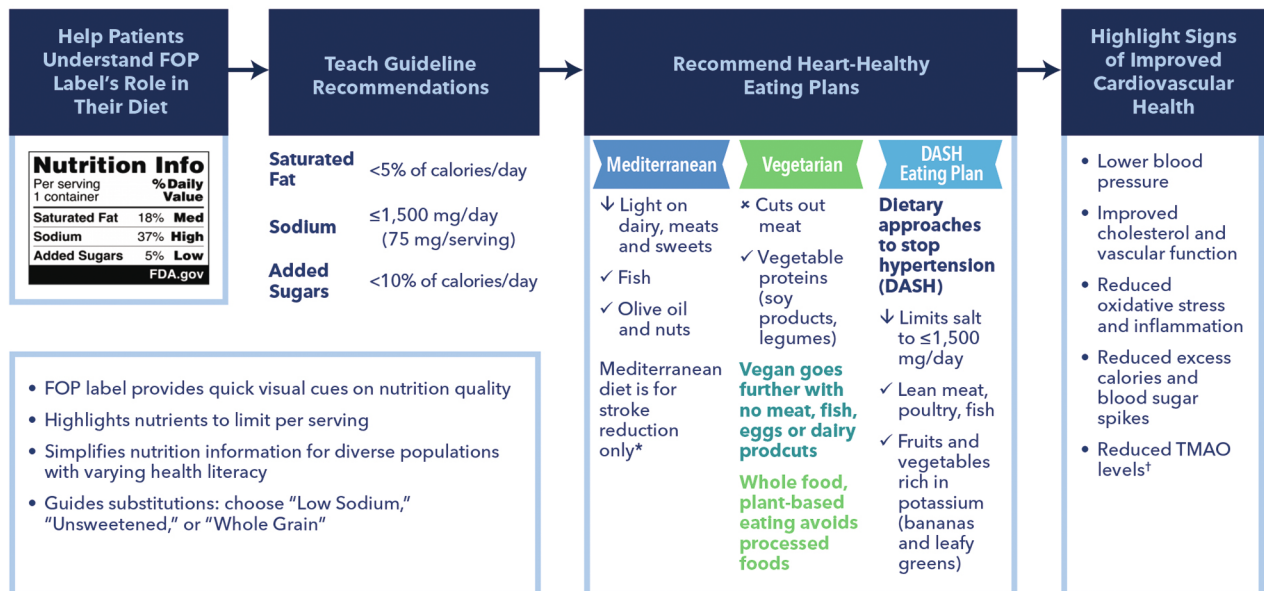 Help Patients
Understand FOP
Label's Role in
Their Diet
Nutrition Info
Per serving
1 container
%Daily
Value
Saturated Fat 18% Med
Sodium 37% High
Added Sugars 5% Low
FDA.gov
Teach Guideline
Recommendations
Saturated
Fat
<5% of calories/day
Sodium
≤1,500 mg/day
(75 mg/serving)
Added
Sugars
<10% of calories/day
• FOP label provides quick visual cues on nutrition quality
• Highlights nutrients to limit per serving
• Simplifies nutrition information for diverse populations
with varying health literacy
• Guides substitutions: choose “Low Sodium,”
“Unsweetened,” or “Whole Grain”
Recommend Heart-Healthy
Eating Plans
Mediterranean
↓ Light on
dairy, meats
and sweets
✓ Fish
✓ Olive oil
and nuts
Mediterranean
diet is for
stroke
reduction
only*
Vegetarian
× Cuts out
meat
✓ Vegetable
proteins
(soy
products,
legumes)
Vegan goes
further with
no meat, fish,
eggs or dairy
prodcuts
Whole food,
plant-based
eating avoids
processed
foods
DASH
Eating Plan
Dietary
approaches
to stop
hypertension
(DASH)
↓ Limits salt
to ≤1,500
mg/day
✓ Lean meat,
poultry, fish
✓ Fruits and
vegetables
rich in
potassium
(bananas
and leafy
greens)
Highlight Signs
of Improved
Cardiovascular
Health
• Lower blood
pressure
• Improved
cholesterol and
vascular function
• Reduced
oxidative stress
and inflammation
• Reduced excess
calories and
blood sugar
spikes
• Reduced TMAO
levels†